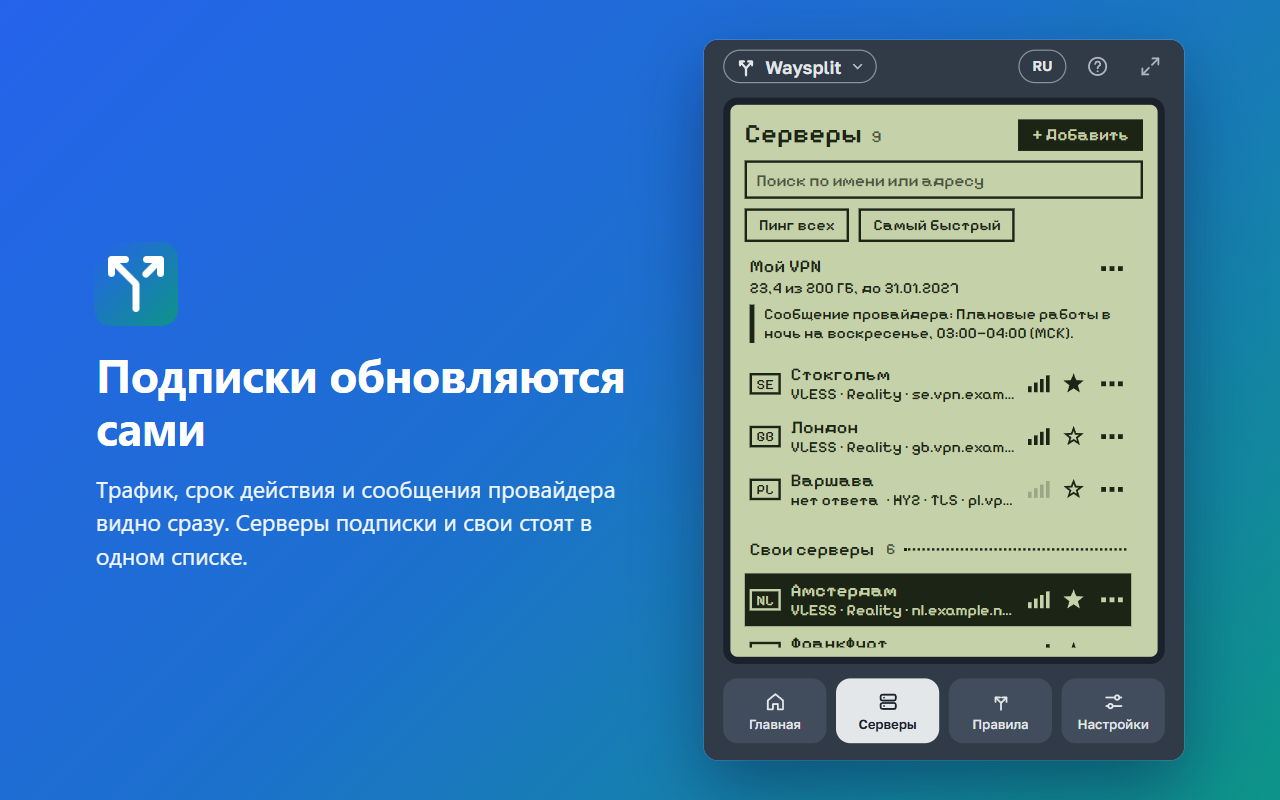 Подписки обновляются
сами
Трафик, срок действия и сообщения провайдера
видно сразу. Серверы подписки и свои стоят в
одном списке.
Waysplit
RU
Серверы 9
+ Добавить
Поиск по имени или адресу
Пинг всех
Самый быстрый
Мой VPN
23,4 из 200 ГБ, до 31.01.2027
Сообщение провайдера: Плановые работы в
ночь на воскресенье, 03:00–04:00 (МСК).
SE
Стокгольм
VLESS · Reality · se.vpn.exam...
GB
Лондон
VLESS · Reality · gb.vpn.exam...
PL
Варшава
нет ответа · HY2 · TLS · pl.vp...
Свои серверы 6
NL
Амстердам
VLESS · Reality · nl.example.n...
Франкфурт
Главная
Серверы
Правила
Настройки